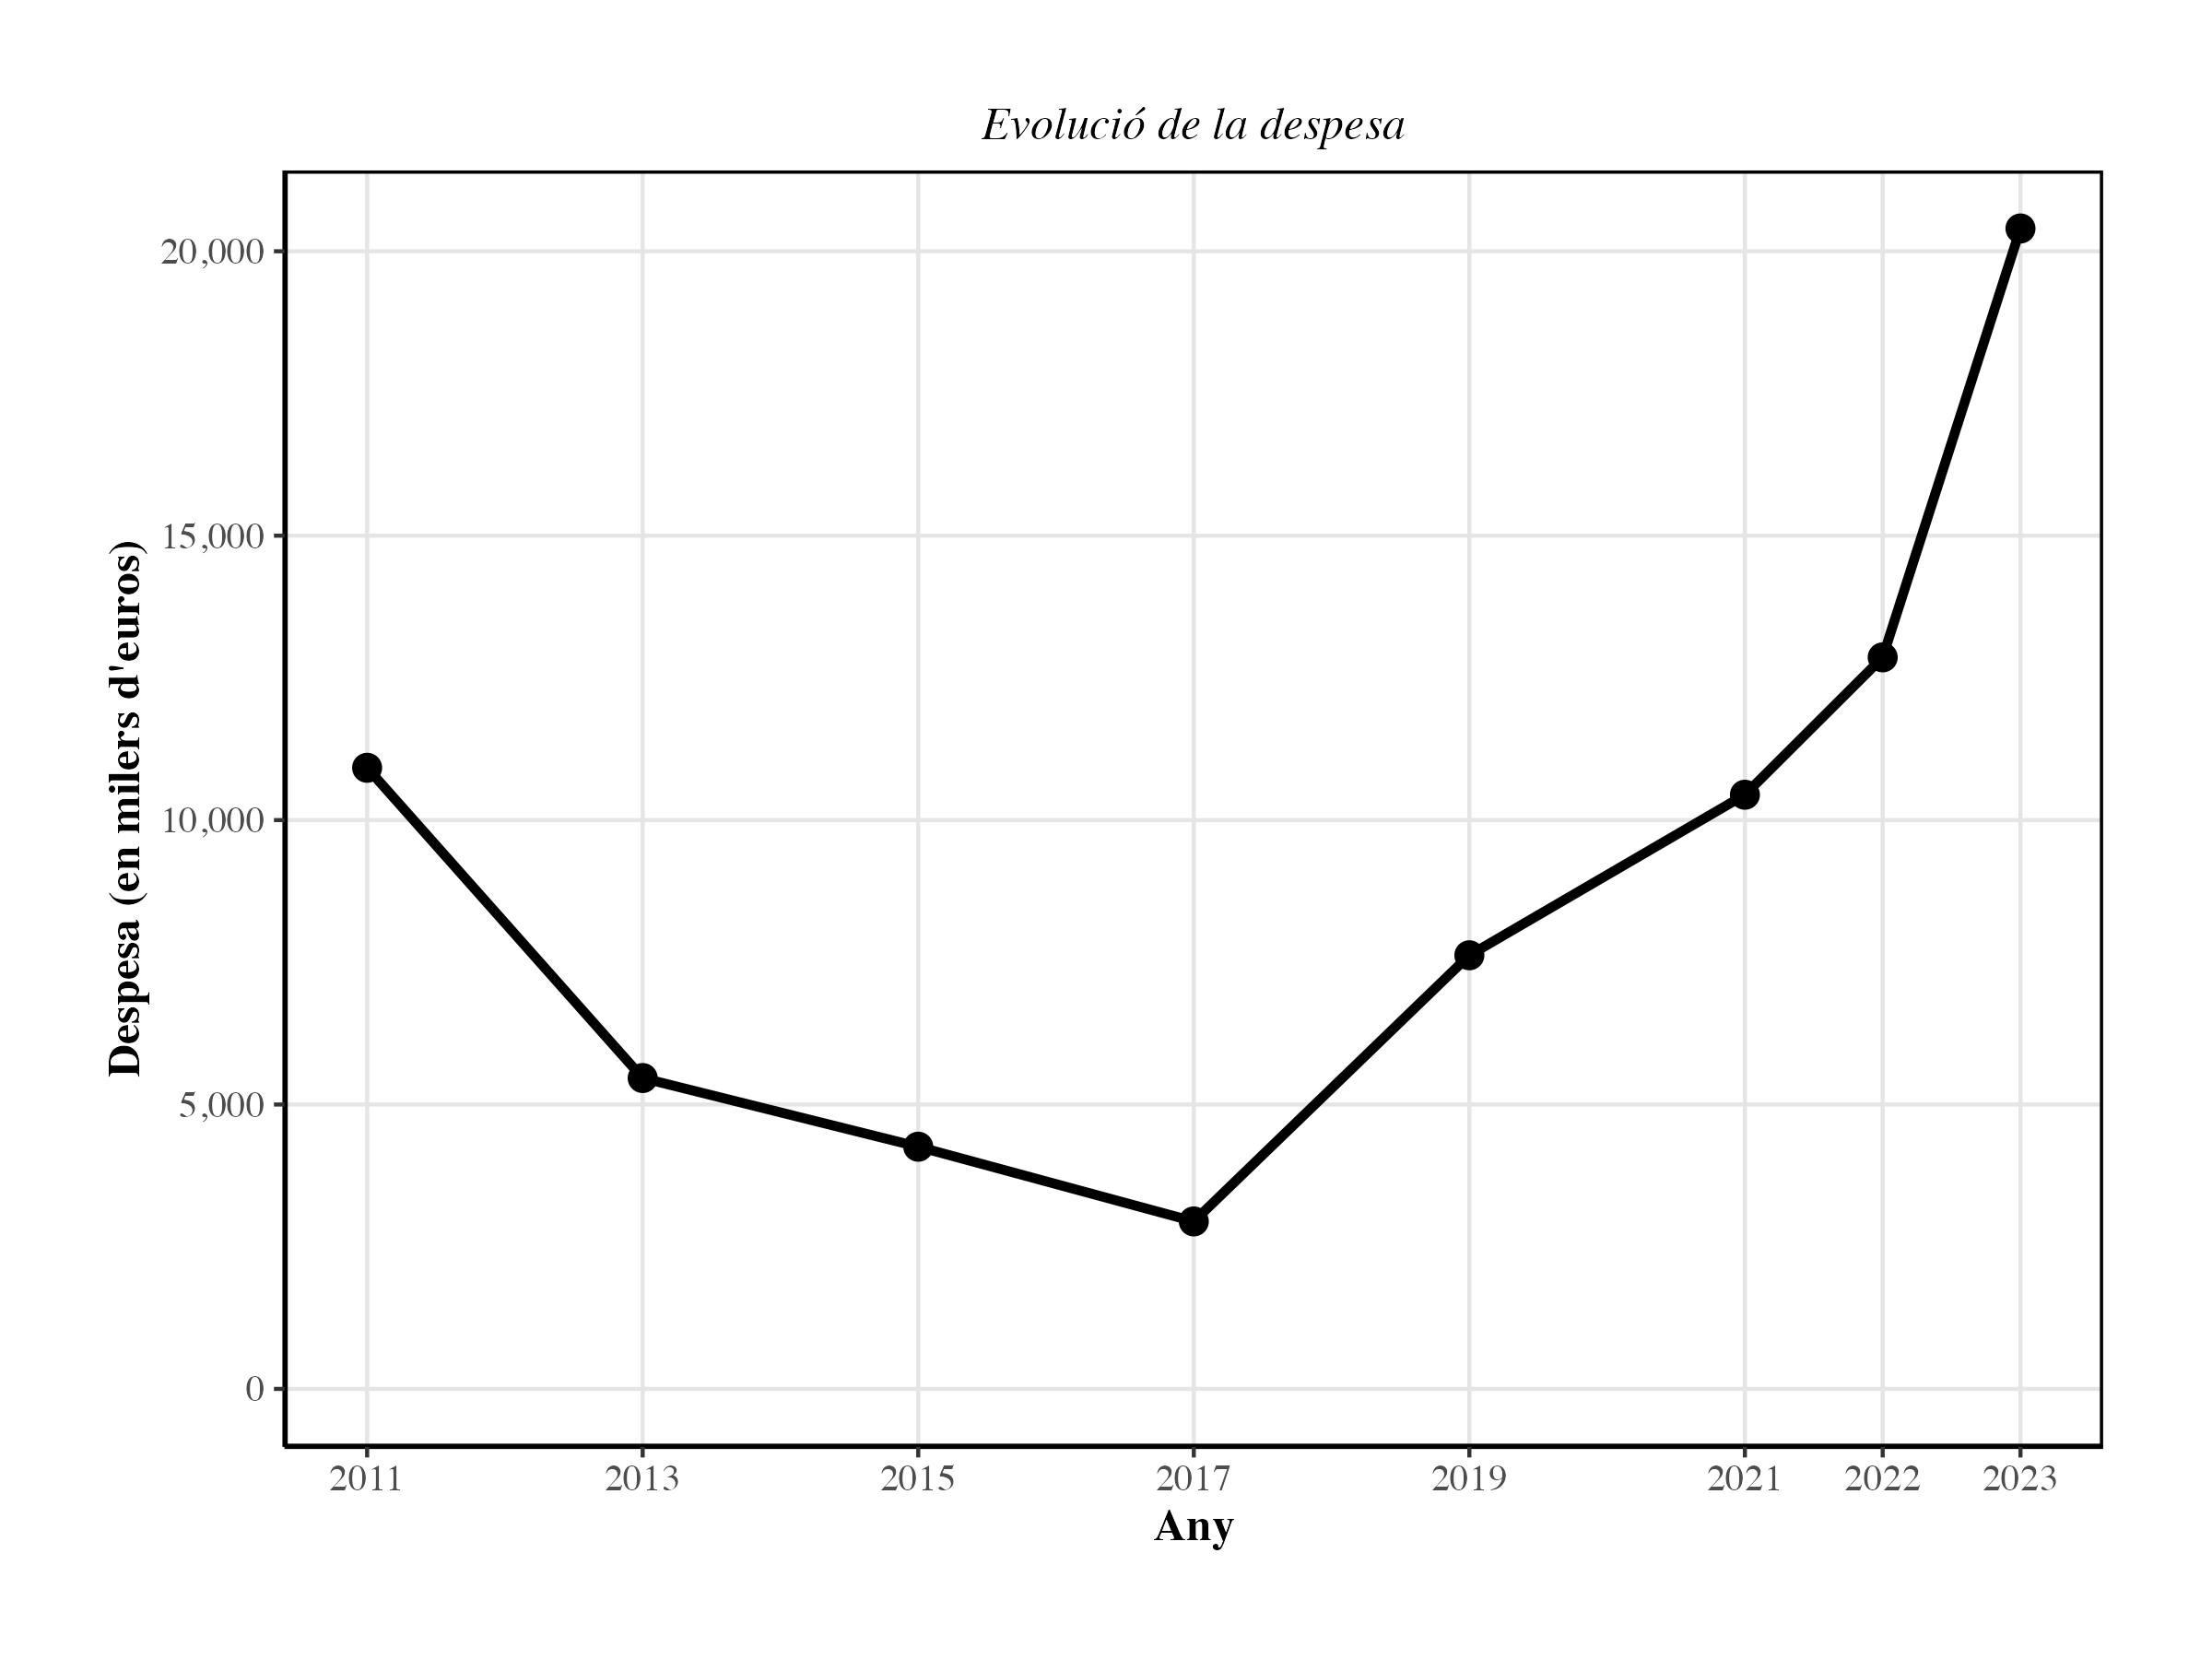 Evolució de la despesa
20,000
15,000
10,000
5,000
0
Despesa (en milers d'euros)
2011 2013 2015 2017 2019 2021 2022 2023
Any